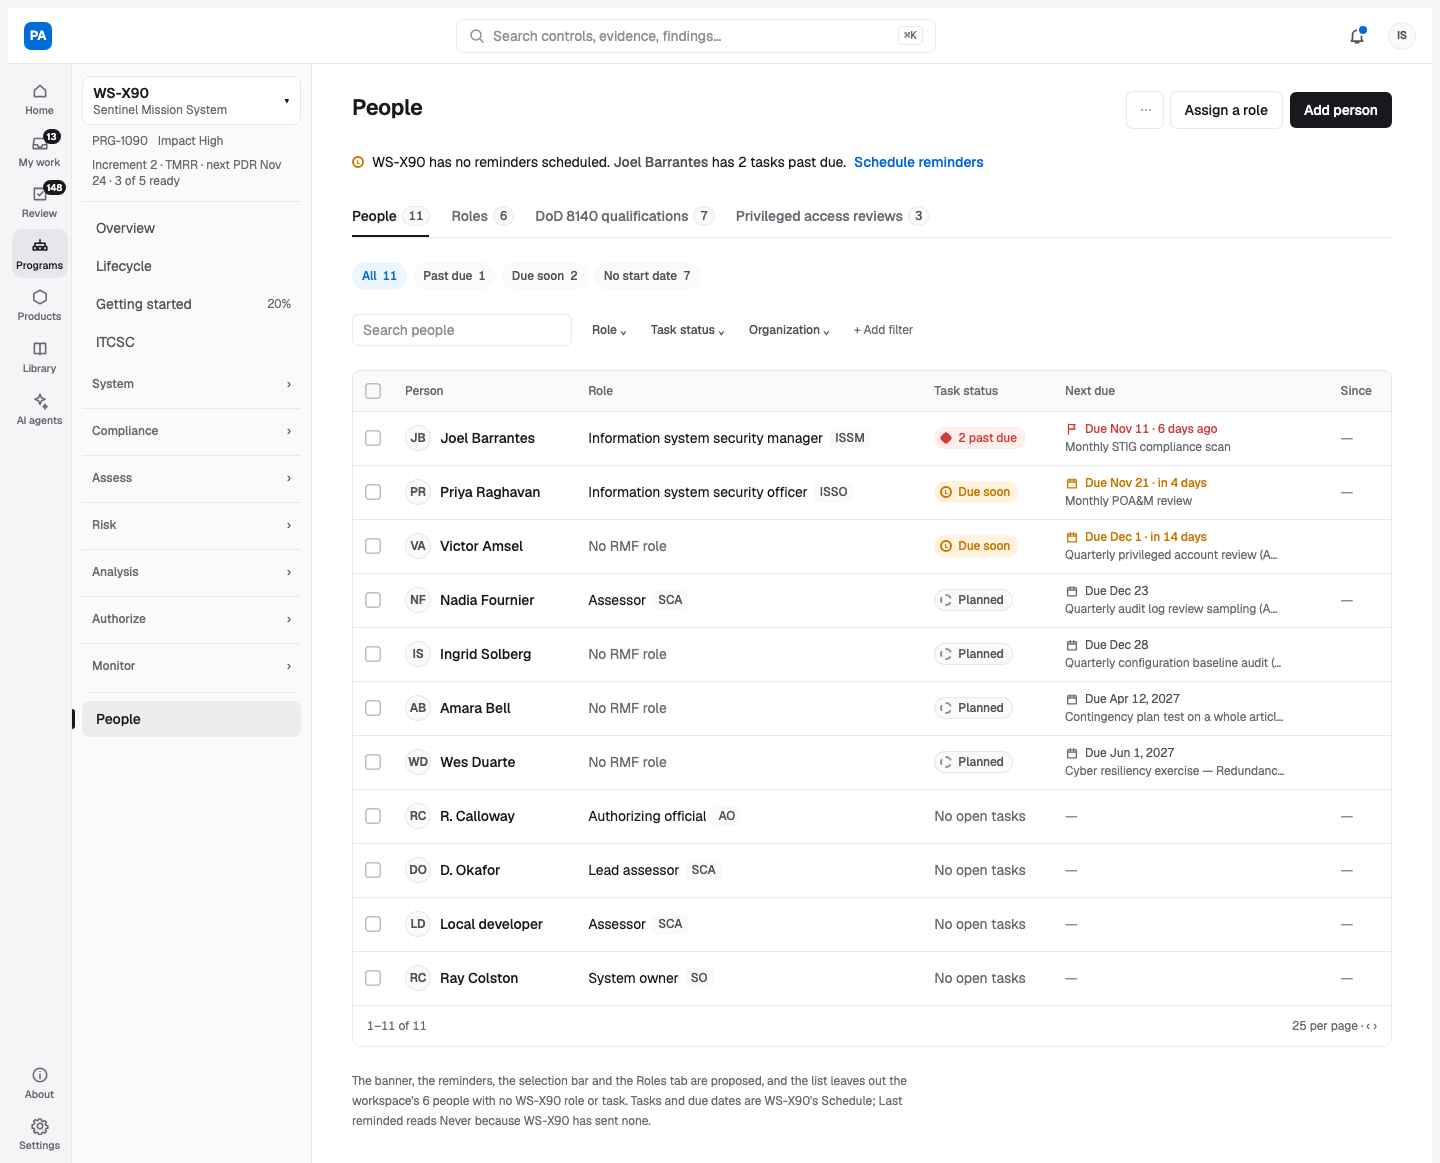 PA
Search controls, evidence, findings...
⌘K
IS
Home
13
My work
148
Review
Programs
Products
Library
AI agents
About
Settings
WS-X90
Sentinel Mission System
PRG-1090 Impact High
Increment 2 · TMRR · next PDR Nov
24 · 3 of 5 ready
Overview
Lifecycle
Getting started 20%
ITCSC
System
Compliance
Assess
Risk
Analysis
Authorize
Monitor
People
People
Assign a role
Add person
WS-X90 has no reminders scheduled. Joel Barrantes has 2 tasks past due. Schedule reminders
People 11 Roles 6 DoD 8140 qualifications 7 Privileged access reviews 3
All 11 Past due 1 Due soon 2 No start date 7
Search people Role Task status Organization + Add filter
Person Role Task status Next due Since
JB Joel Barrantes Information system security manager ISSM 2 past due Due Nov 11 · 6 days ago —
Monthly STIG compliance scan
PR Priya Raghavan Information system security officer ISSO Due soon Due Nov 21 · in 4 days —
Monthly POA&M review
VA Victor Amsel No RMF role Due soon Due Dec 1 · in 14 days
Quarterly privileged account review (A...
NF Nadia Fournier Assessor SCA Planned Due Dec 23 —
Quarterly audit log review sampling (A...
IS Ingrid Solberg No RMF role Planned Due Dec 28
Quarterly configuration baseline audit (...
AB Amara Bell No RMF role Planned Due Apr 12, 2027
Contingency plan test on a whole articl...
WD Wes Duarte No RMF role Planned Due Jun 1, 2027
Cyber resiliency exercise — Redundanc...
RC R. Calloway Authorizing official AO No open tasks — —
DO D. Okafor Lead assessor SCA No open tasks — —
LD Local developer Assessor SCA No open tasks — —
RC Ray Colston System owner SO No open tasks — —
1–11 of 11 25 per page · ‹ ›
The banner, the reminders, the selection bar and the Roles tab are proposed, and the list leaves out the
workspace's 6 people with no WS-X90 role or task. Tasks and due dates are WS-X90's Schedule; Last
reminded reads Never because WS-X90 has sent none.